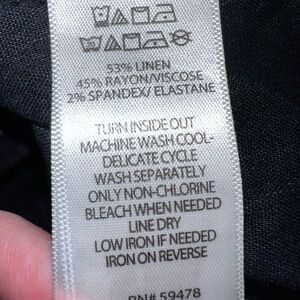 53% LINEN
45% RAYON/VISCOSE
2% SPANDEX/ ELASTANE
TURN INSIDE OUT
MACHINE WASH COOL-
DELICATE CYCLE
WASH SEPARATELY
ONLY NON-CHLORINE
BLEACH WHEN NEEDED
LINE DRY
LOW IRON IF NEEDED
IRON ON REVERSE
RN# 59478